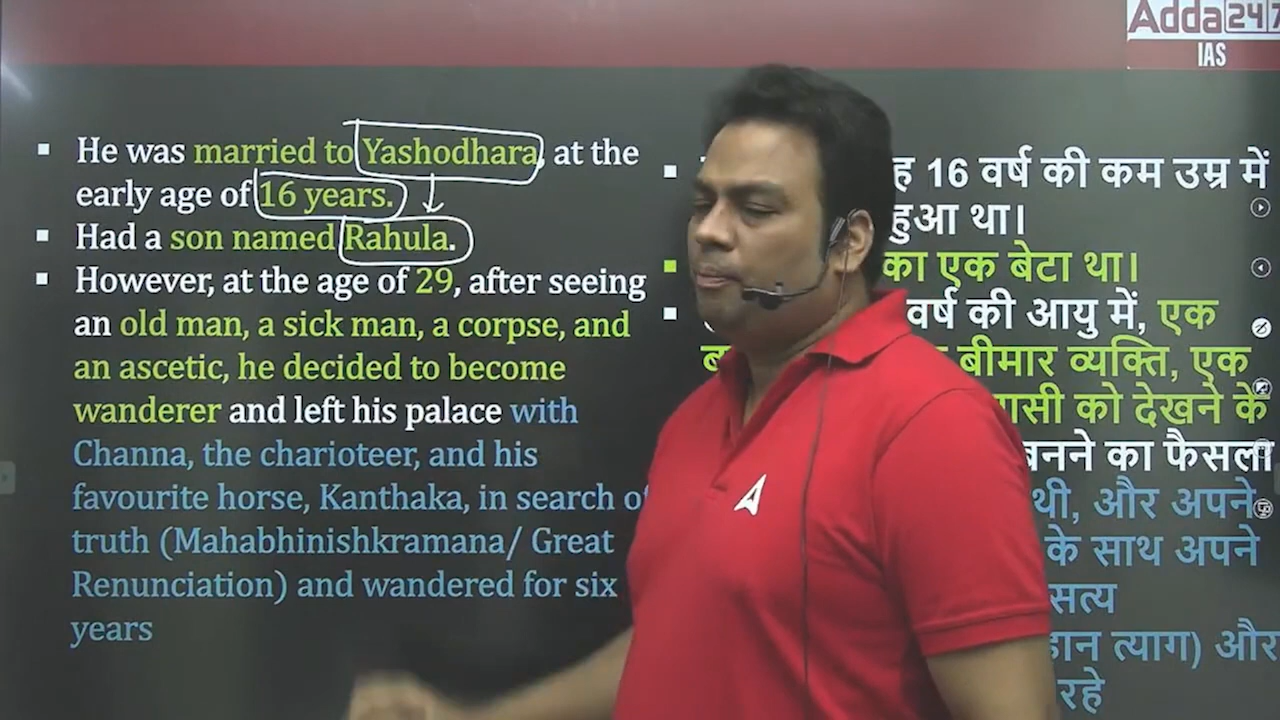 Adda247
IAS
▪ He was married to Yashodhara, at the
early age of 16 years.
▪ Had a son named Rahula.
▪ However, at the age of 29, after seeing
an old man, a sick man, a corpse, and
an ascetic, he decided to become
wanderer and left his palace with
Channa, the charioteer, and his
favourite horse, Kanthaka, in search of
truth (Mahabhinishkramana/ Great
Renunciation) and wandered for six
years
16 वर्ष की कम उम्र में
हुआ था।
का एक बेटा था।
वर्ष की आयु में, एक
बीमार व्यक्ति, एक
को देखने के
बनने का फैसला
थी, और अपने
के साथ अपने
सत्य
त्याग) और
रहे